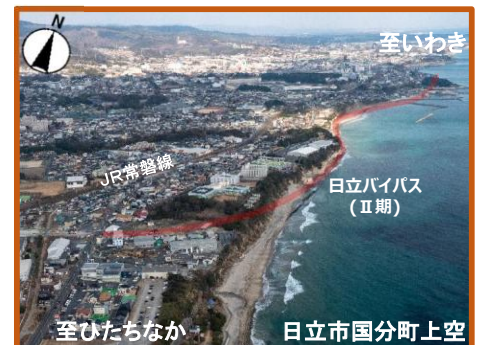 N
至いわき
JR常磐線
日立バイパス
(Ⅱ期)
至ひたちなか
日立市国分町上空